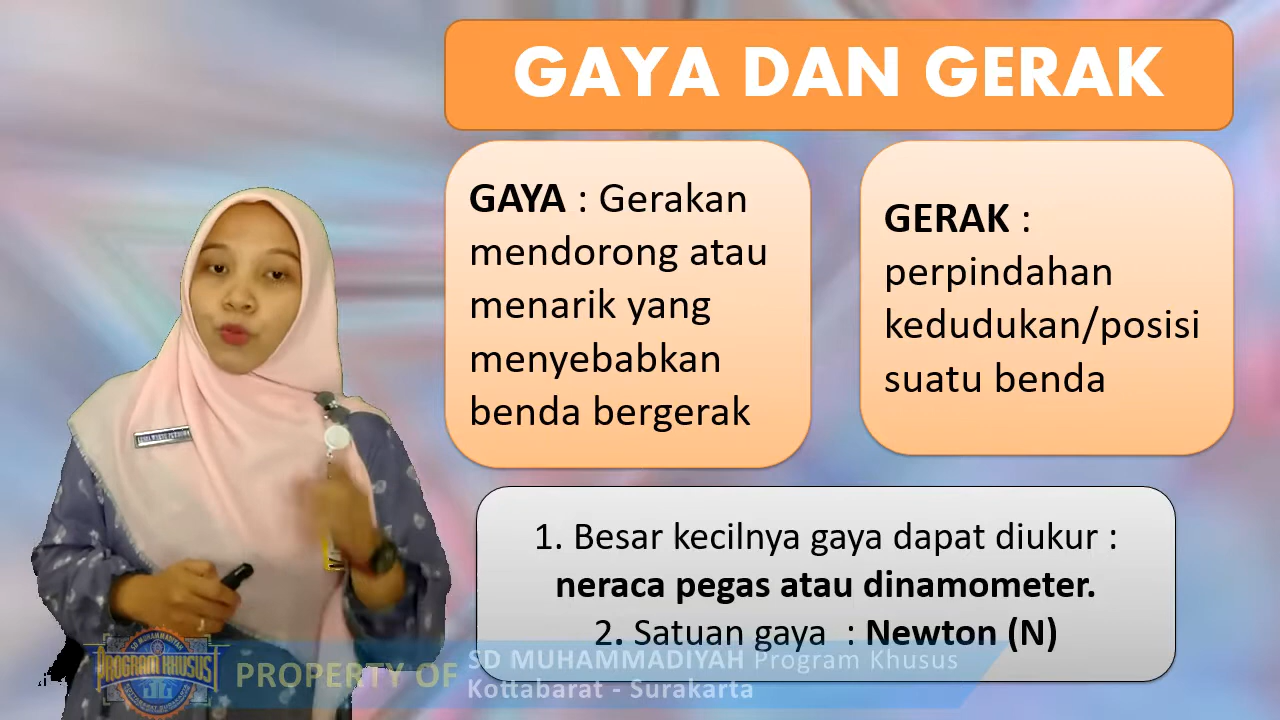 GAYA DAN GERAK
GAYA : Gerakan
mendorong atau
menarik yang
menyebabkan
benda bergerak
GERAK :
perpindahan
kedudukan/posisi
suatu benda
1. Besar kecilnya gaya dapat diukur :
neraca pegas atau dinamometer.
2. Satuan gaya : Newton (N)
SD MUHAMMADIYAH
PROGRAM KHUSUS
PROPERTY OF
SD MUHAMMADIYAH Program Khusus
Kottabarat - Surakarta